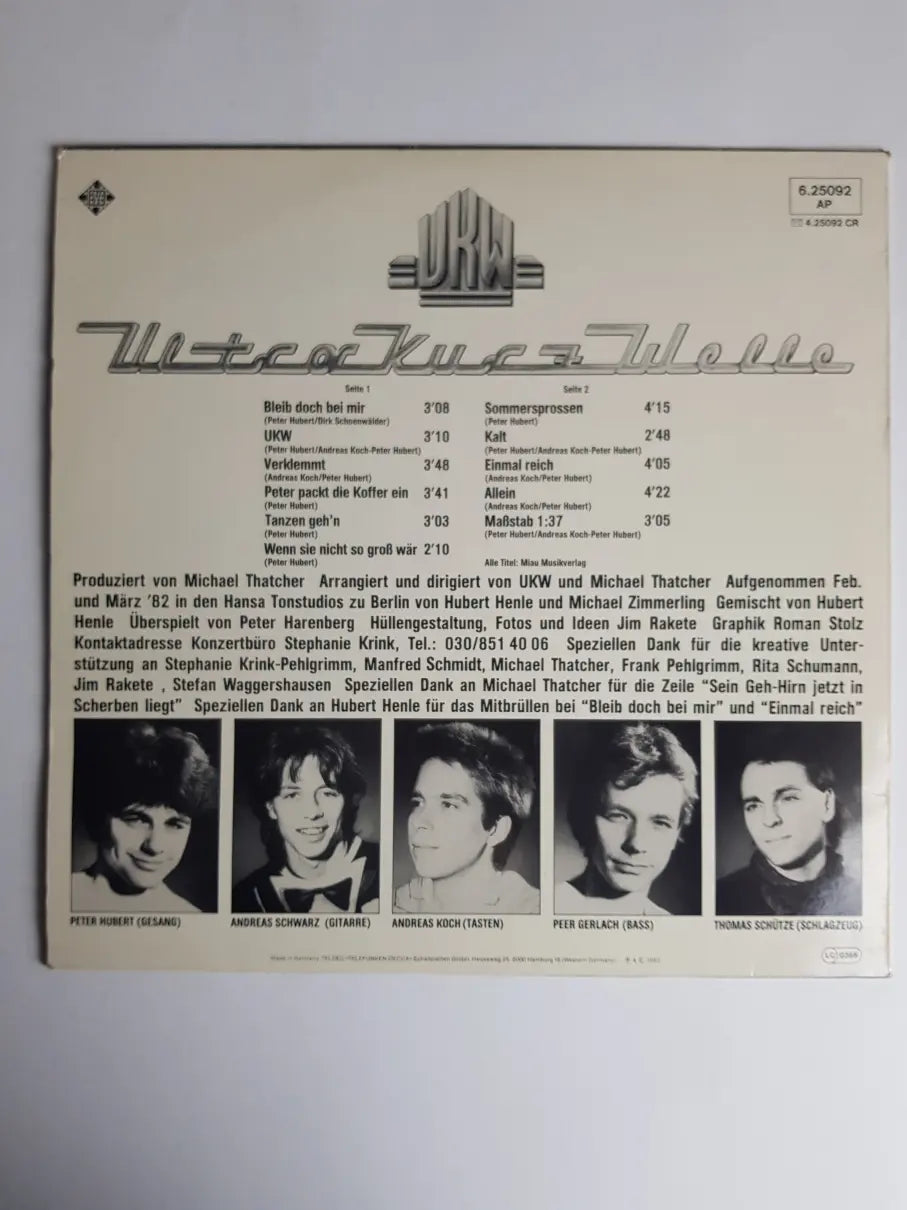 6.25092
AP
4.25092 CR
UKW
UltraKurzWelle
Seite 1
Bleib doch bei mir 3'08
(Peter Hubert/Dirk Schoenwälder)
UKW 3'10
(Peter Hubert/Andreas Koch-Peter Hubert)
Verklemmt 3'48
(Andreas Koch/Peter Hubert)
Peter packt die Koffer ein 3'41
(Peter Hubert)
Tanzen geh'n 3'03
(Peter Hubert)
Wenn sie nicht so groß wär 2'10
(Peter Hubert)
Seite 2
Sommersprossen 4'15
(Peter Hubert)
Kalt 2'48
(Peter Hubert/Andreas Koch-Peter Hubert)
Einmal reich 4'05
(Andreas Koch/Peter Hubert)
Allein 4'22
(Andreas Koch/Peter Hubert)
Maßstab 1:37 3'05
(Peter Hubert/Andreas Koch-Peter Hubert)
Alle Titel: Miau Musikverlag
Produziert von Michael Thatcher Arrangiert und dirigiert von UKW und Michael Thatcher Aufgenommen Feb.
und März '82 in den Hansa Tonstudios zu Berlin von Hubert Henle und Michael Zimmerling Gemischt von Hubert
Henle Überspielt von Peter Harenberg Hüllengestaltung, Fotos und Ideen Jim Rakete Graphik Roman Stolz
Kontaktadresse Konzertbüro Stephanie Krink, Tel.: 030/851 40 06 Speziellen Dank für die kreative Unter-
stützung an Stephanie Krink-Pehlgrimm, Manfred Schmidt, Michael Thatcher, Frank Pehlgrimm, Rita Schumann,
Jim Rakete , Stefan Waggershausen Speziellen Dank an Michael Thatcher für die Zeile “Sein Geh-Hirn jetzt in
Scherben liegt” Speziellen Dank an Hubert Henle für das Mitbrüllen bei “Bleib doch bei mir” und “Einmal reich”
PETER HUBERT (GESANG)
ANDREAS SCHWARZ (GITARRE)
ANDREAS KOCH (TASTEN)
PEER GERLACH (BASS)
THOMAS SCHÜTZE (SCHLAGZEUG)
Made in Germany
LC 0366